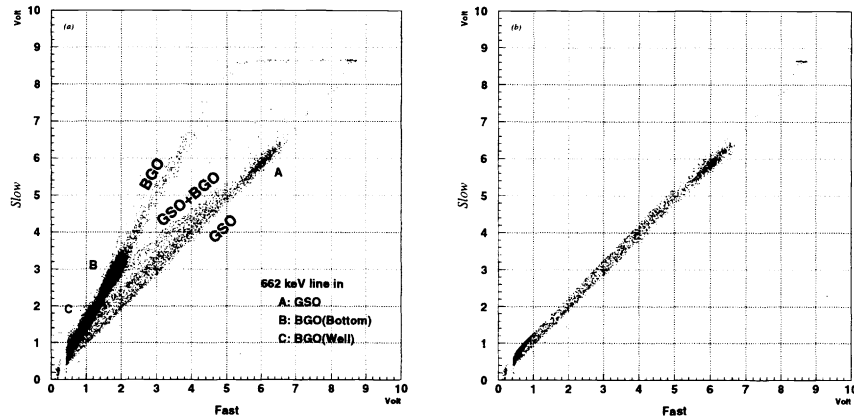 Volt
10
9
8
7
6
5
4
3
2
1
0
Slow
(a)
BGO
GSO+BGO
GSO
A
B
C
662 keV line in
A: GSO
B: BGO(Bottom)
C: BGO(Well)
0 1 2 3 4 5 6 7 8 9 10
Fast
Volt
Volt
10
9
8
7
6
5
4
3
2
1
0
Slow
(b)
0 1 2 3 4 5 6 7 8 9 10
Fast
Volt